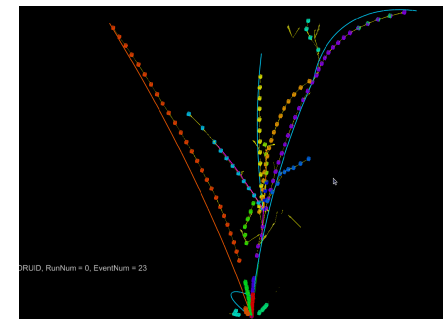 DRUID, RunNum = 0, EventNum = 23